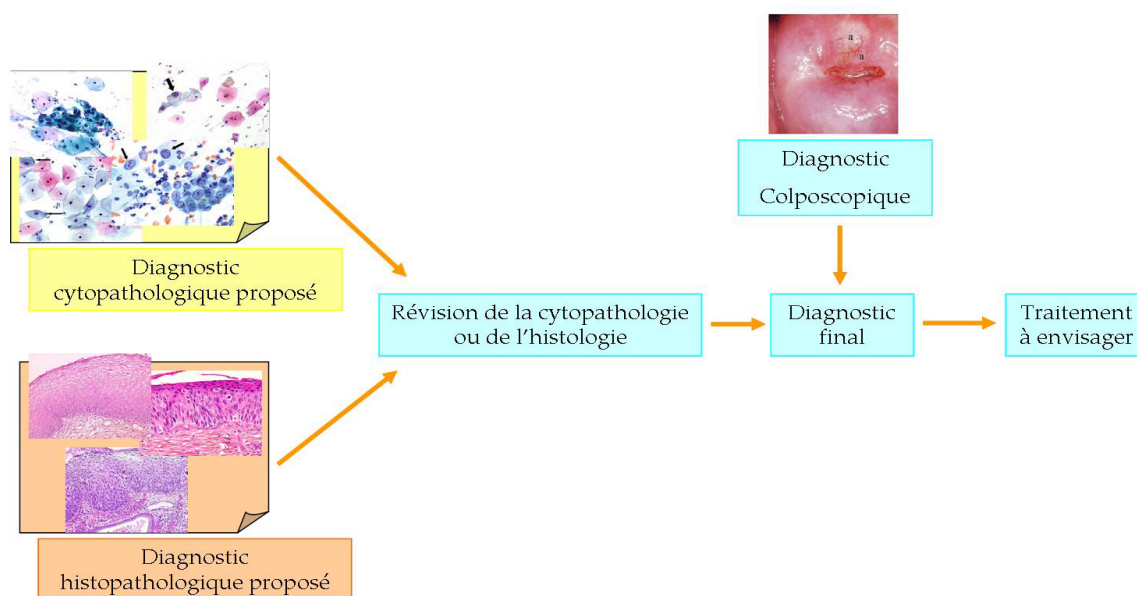 a
a
Diagnostic
Colposcopique
Diagnostic
cytopathologique proposé
Révision de la cytopathologie
ou de l'histologie
Diagnostic
final
Traitement
à envisager
Diagnostic
histopathologique proposé